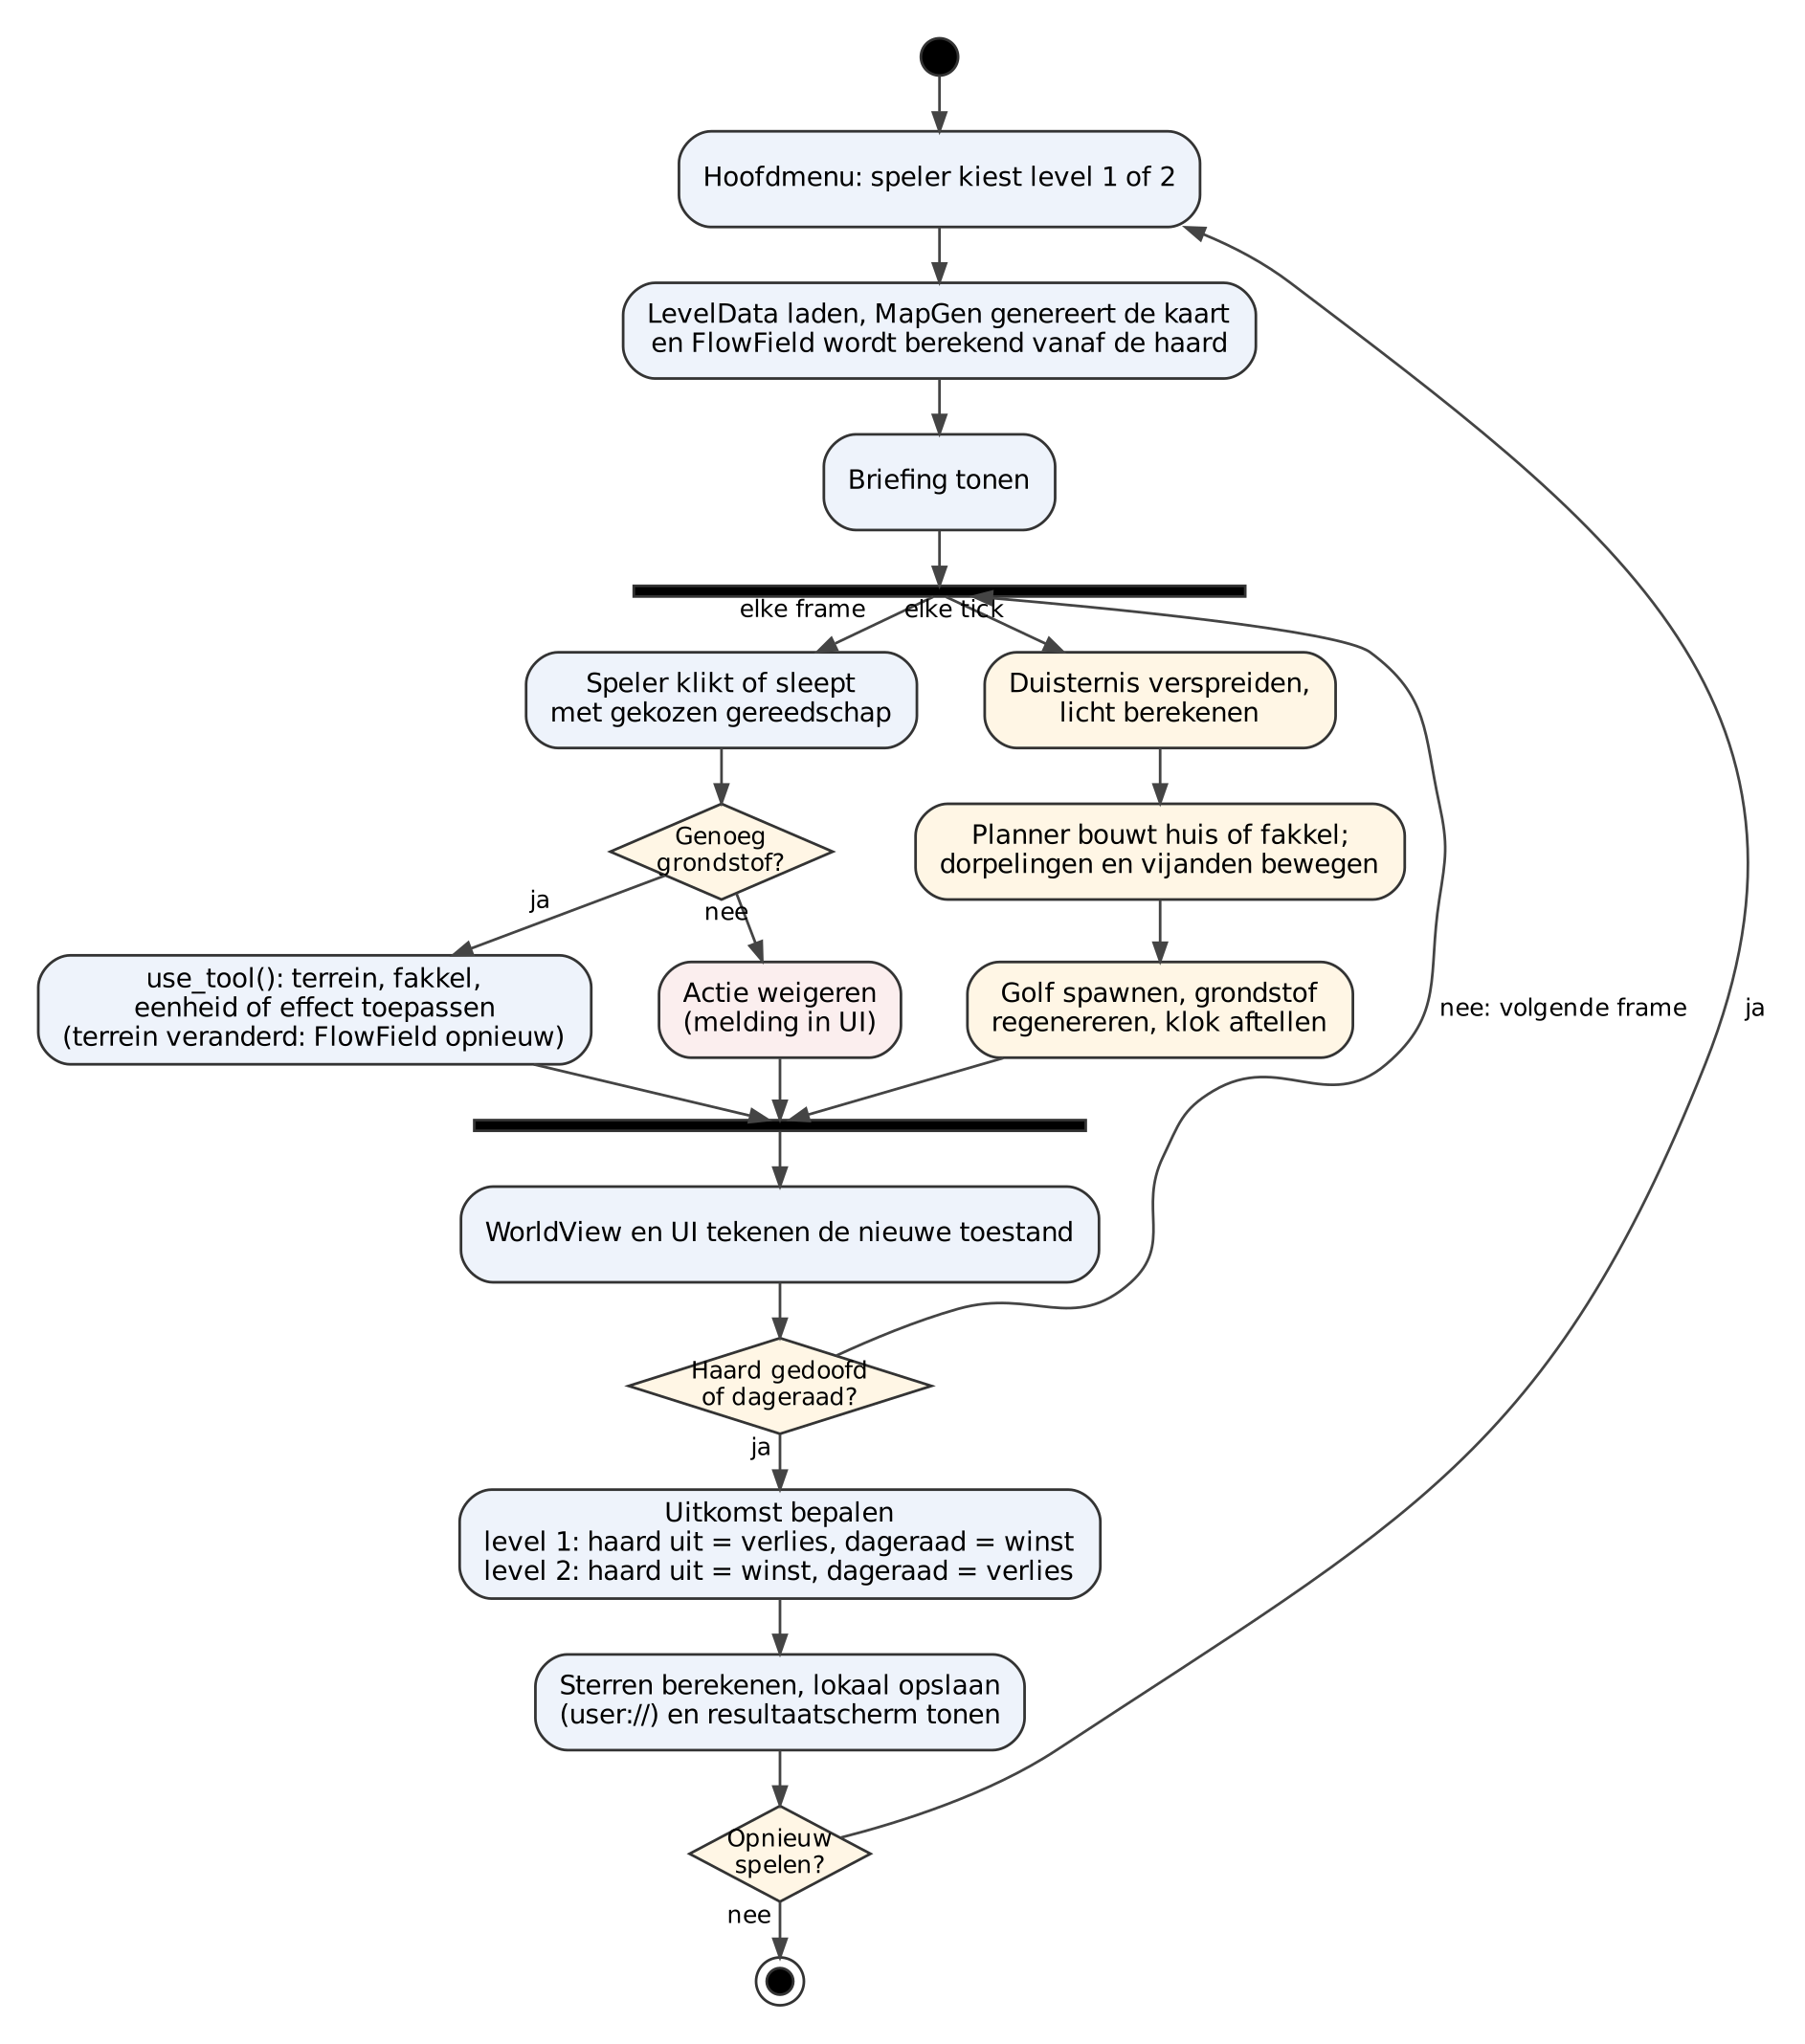 Hoofdmenu: speler kiest level 1 of 2
LevelData laden, MapGen genereert de kaart
en FlowField wordt berekend vanaf de haard
Briefing tonen
elke frame
elke tick
Speler klikt of sleept
met gekozen gereedschap
Duisternis verspreiden,
licht berekenen
Genoeg
grondstof?
Planner bouwt huis of fakkel;
dorpelingen en vijanden bewegen
ja
nee
use_tool(): terrein, fakkel,
eenheid of effect toepassen
(terrein veranderd: FlowField opnieuw)
Actie weigeren
(melding in UI)
Golf spawnen, grondstof
regenereren, klok aftellen
nee: volgende frame
ja
WorldView en UI tekenen de nieuwe toestand
Haard gedoofd
of dageraad?
ja
Uitkomst bepalen
level 1: haard uit = verlies, dageraad = winst
level 2: haard uit = winst, dageraad = verlies
Sterren berekenen, lokaal opslaan
(user://) en resultaatscherm tonen
Opnieuw
spelen?
nee